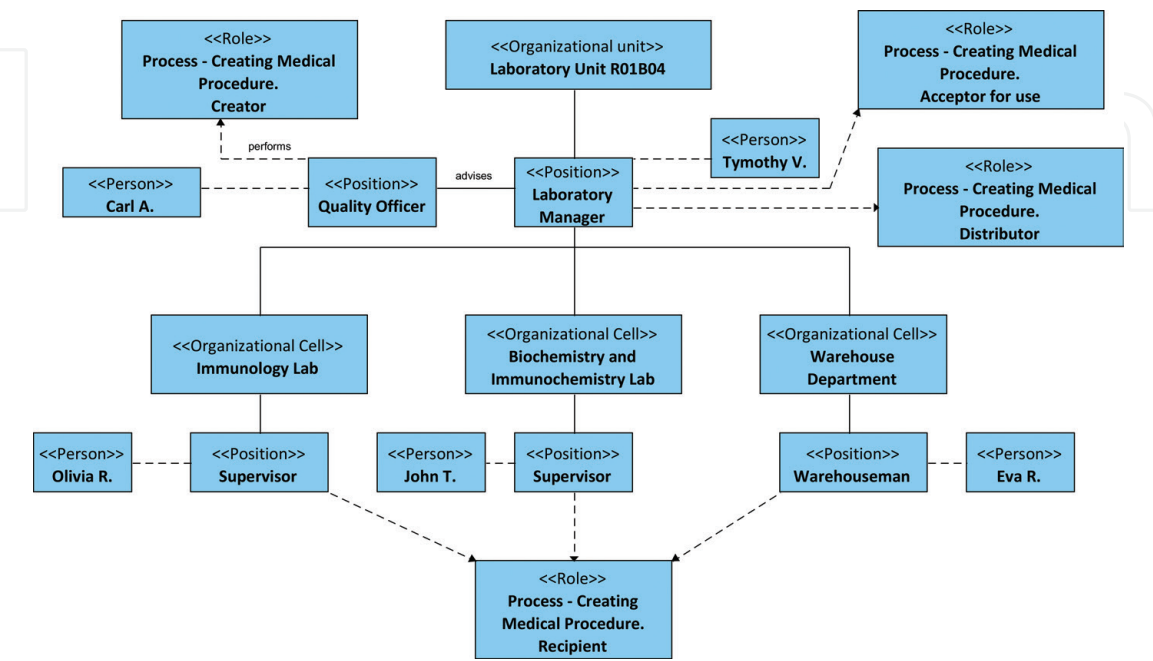 <<Role>>
Process - Creating Medical
Procedure.
Creator
<<Organizational unit>>
Laboratory Unit R01B04
<<Role>>
Process - Creating Medical
Procedure.
Acceptor for use
performs
<<Person>>
Tymothy V.
<<Person>>
Carl A.
<<Position>>
Quality Officer
advises
<<Position>>
Laboratory
Manager
<<Role>>
Process - Creating Medical
Procedure.
Distributor
<<Organizational Cell>>
Immunology Lab
<<Organizational Cell>>
Biochemistry and
Immunochemistry Lab
<<Organizational Cell>>
Warehouse
Department
<<Person>>
Olivia R.
<<Position>>
Supervisor
<<Person>>
John T.
<<Position>>
Supervisor
<<Position>>
Warehouseman
<<Person>>
Eva R.
<<Role>>
Process - Creating
Medical Procedure.
Recipient